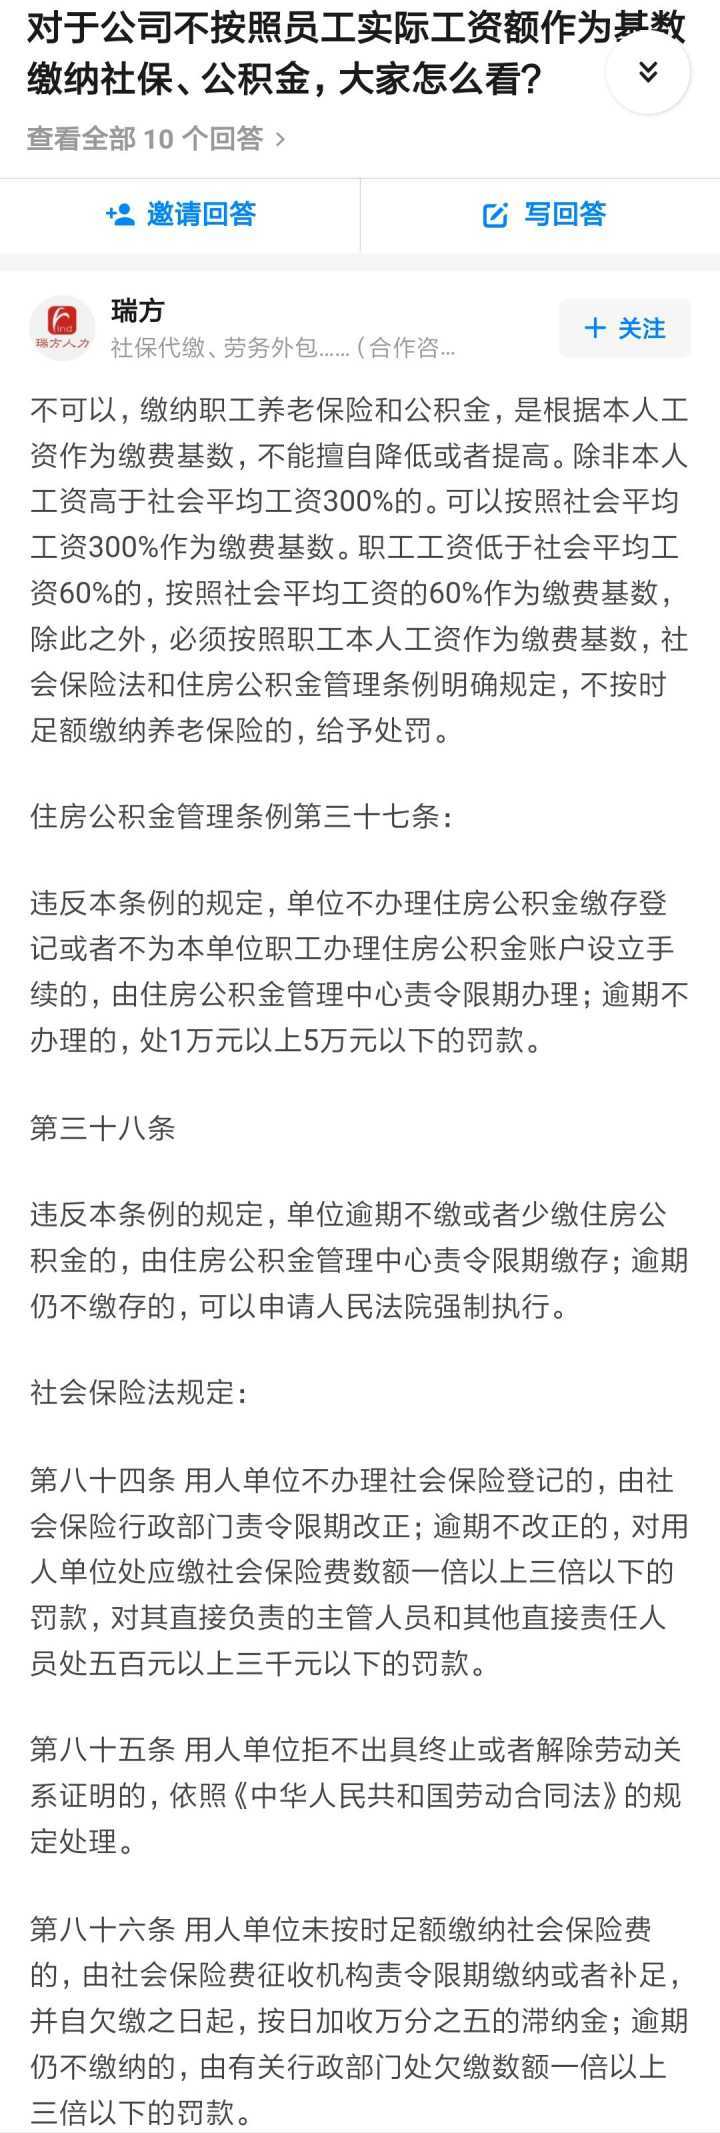 对于公司不按照员工实际工资额作为基数
缴纳社保、公积金，大家怎么看？
查看全部 10 个回答 >
邀请回答
写回答
find
瑞方人力
瑞方
社保代缴、劳务外包……（合作咨...
+ 关注
不可以，缴纳职工养老保险和公积金，是根据本人工
资作为缴费基数，不能擅自降低或者提高。除非本人
工资高于社会平均工资300%的。可以按照社会平均
工资300%作为缴费基数。职工工资低于社会平均工
资60%的，按照社会平均工资的60%作为缴费基数，
除此之外，必须按照职工本人工资作为缴费基数，社
会保险法和住房公积金管理条例明确规定，不按时
足额缴纳养老保险的，给予处罚。
住房公积金管理条例第三十七条：
违反本条例的规定，单位不办理住房公积金缴存登
记或者不为本单位职工办理住房公积金账户设立手
续的，由住房公积金管理中心责令限期办理；逾期不
办理的，处1万元以上5万元以下的罚款。
第三十八条
违反本条例的规定，单位逾期不缴或者少缴住房公
积金的，由住房公积金管理中心责令限期缴存；逾期
仍不缴存的，可以申请人民法院强制执行。
社会保险法规定：
第八十四条 用人单位不办理社会保险登记的，由社
会保险行政部门责令限期改正；逾期不改正的，对用
人单位处应缴社会保险费数额一倍以上三倍以下的
罚款，对其直接负责的主管人员和其他直接责任人
员处五百元以上三千元以下的罚款。
第八十五条 用人单位拒不出具终止或者解除劳动关
系证明的，依照《中华人民共和国劳动合同法》的规
定处理。
第八十六条 用人单位未按时足额缴纳社会保险费
的，由社会保险费征收机构责令限期缴纳或者补足，
并自欠缴之日起，按日加收万分之五的滞纳金；逾期
仍不缴纳的，由有关行政部门处欠缴数额一倍以上
三倍以下的罚款。